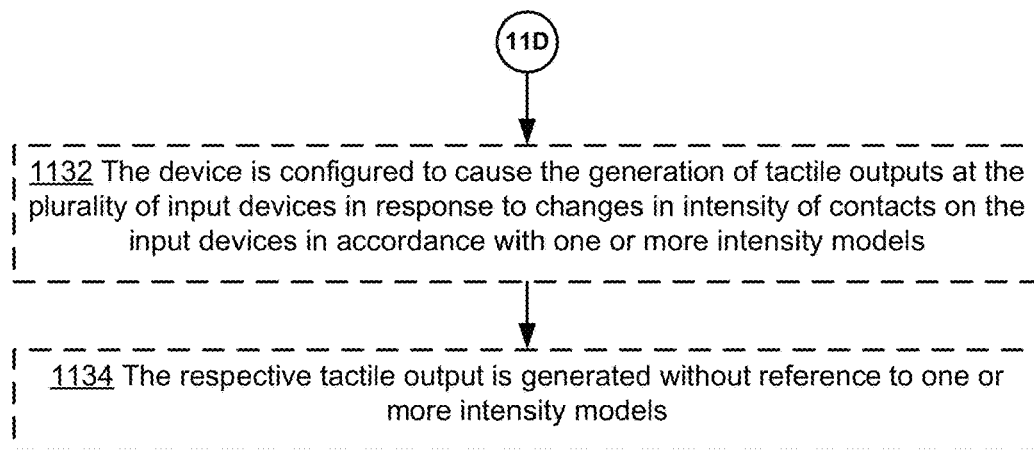 11D
1132 The device is configured to cause the generation of tactile outputs at the
plurality of input devices in response to changes in intensity of contacts on the
input devices in accordance with one or more intensity models
1134 The respective tactile output is generated without reference to one or
more intensity models